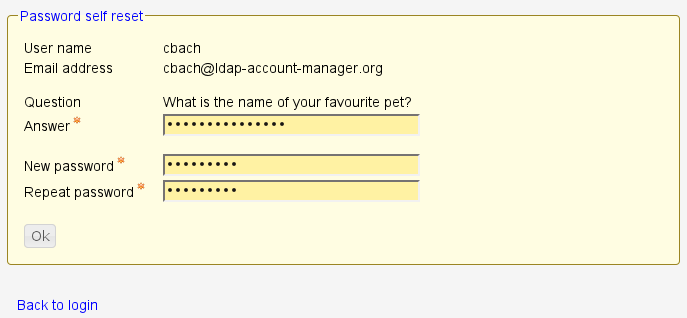 Password self reset
User name cbach
Email address cbach@ldap-account-manager.org
Question What is the name of your favourite pet?
Answer * •••••••••••••••
New password * •••••••••
Repeat password * •••••••••
Ok
Back to login